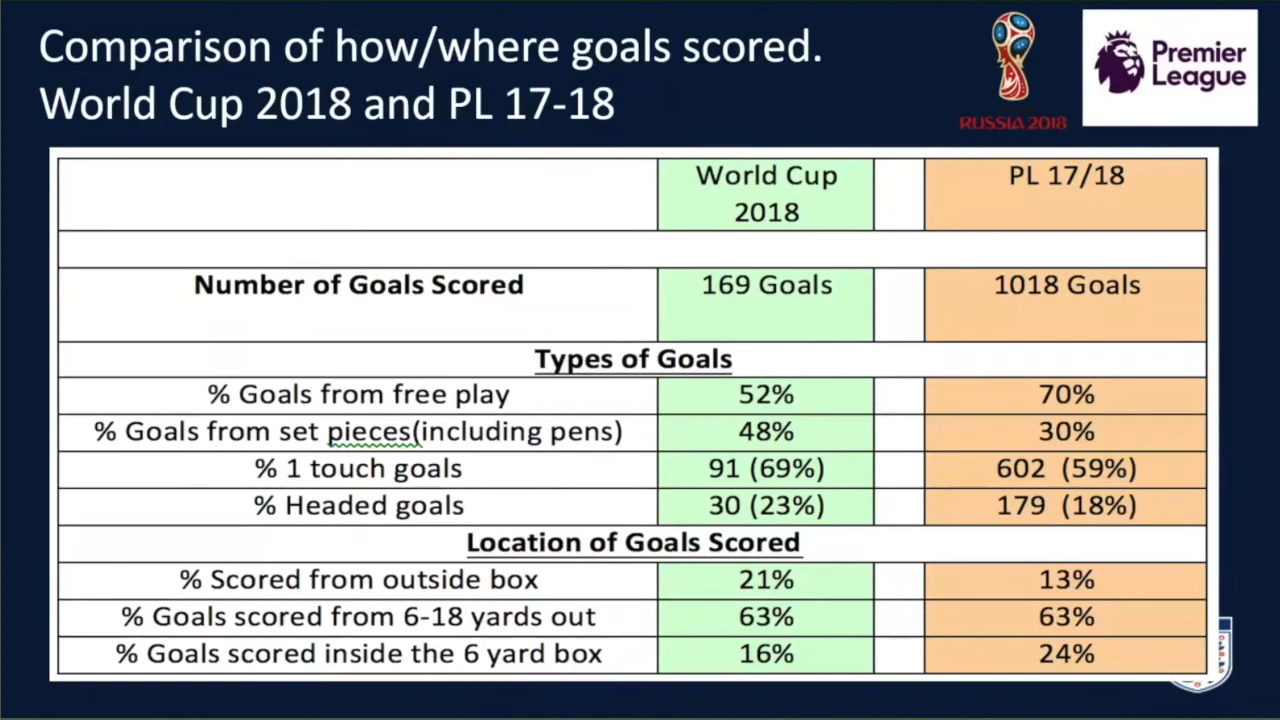 Comparison of how/where goals scored.
World Cup 2018 and PL 17-18
RUSSIA 2018
Premier
League
World Cup
2018
PL 17/18
Number of Goals Scored
169 Goals
1018 Goals
Types of Goals
% Goals from free play
52%
70%
% Goals from set pieces(including pens)
48%
30%
% 1 touch goals
91 (69%)
602 (59%)
% Headed goals
30 (23%)
179 (18%)
Location of Goals Scored
% Scored from outside box
21%
13%
% Goals scored from 6-18 yards out
63%
63%
% Goals scored inside the 6 yard box
16%
24%